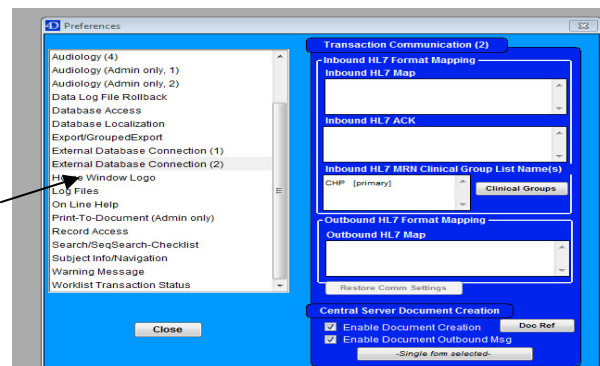 4D Preferences
Audiology (4)
Audiology (Admin only, 1)
Audiology (Admin only, 2)
Data Log File Rollback
Database Access
Database Localization
Export/GroupedExport
External Database Connection (1)
External Database Connection (2)
Home Window Logo
Log Files
On Line Help
Print-To-Document (Admin only)
Record Access
Search/SeqSearch-Checklist
Subject Info/Navigation
Warning Message
Worklist Transaction Status
Close
Transaction Communication (2)
Inbound HL7 Format Mapping
Inbound HL7 Map
Inbound HL7 ACK
Inbound HL7 MRN Clinical Group List Name(s)
CHP [primary]
Clinical Groups
Outbound HL7 Format Mapping
Outbound HL7 Map
Restore Comm Settings
Central Server Document Creation
Enable Document Creation
Doc Ref
Enable Document Outbound Msg
-Single form selected-